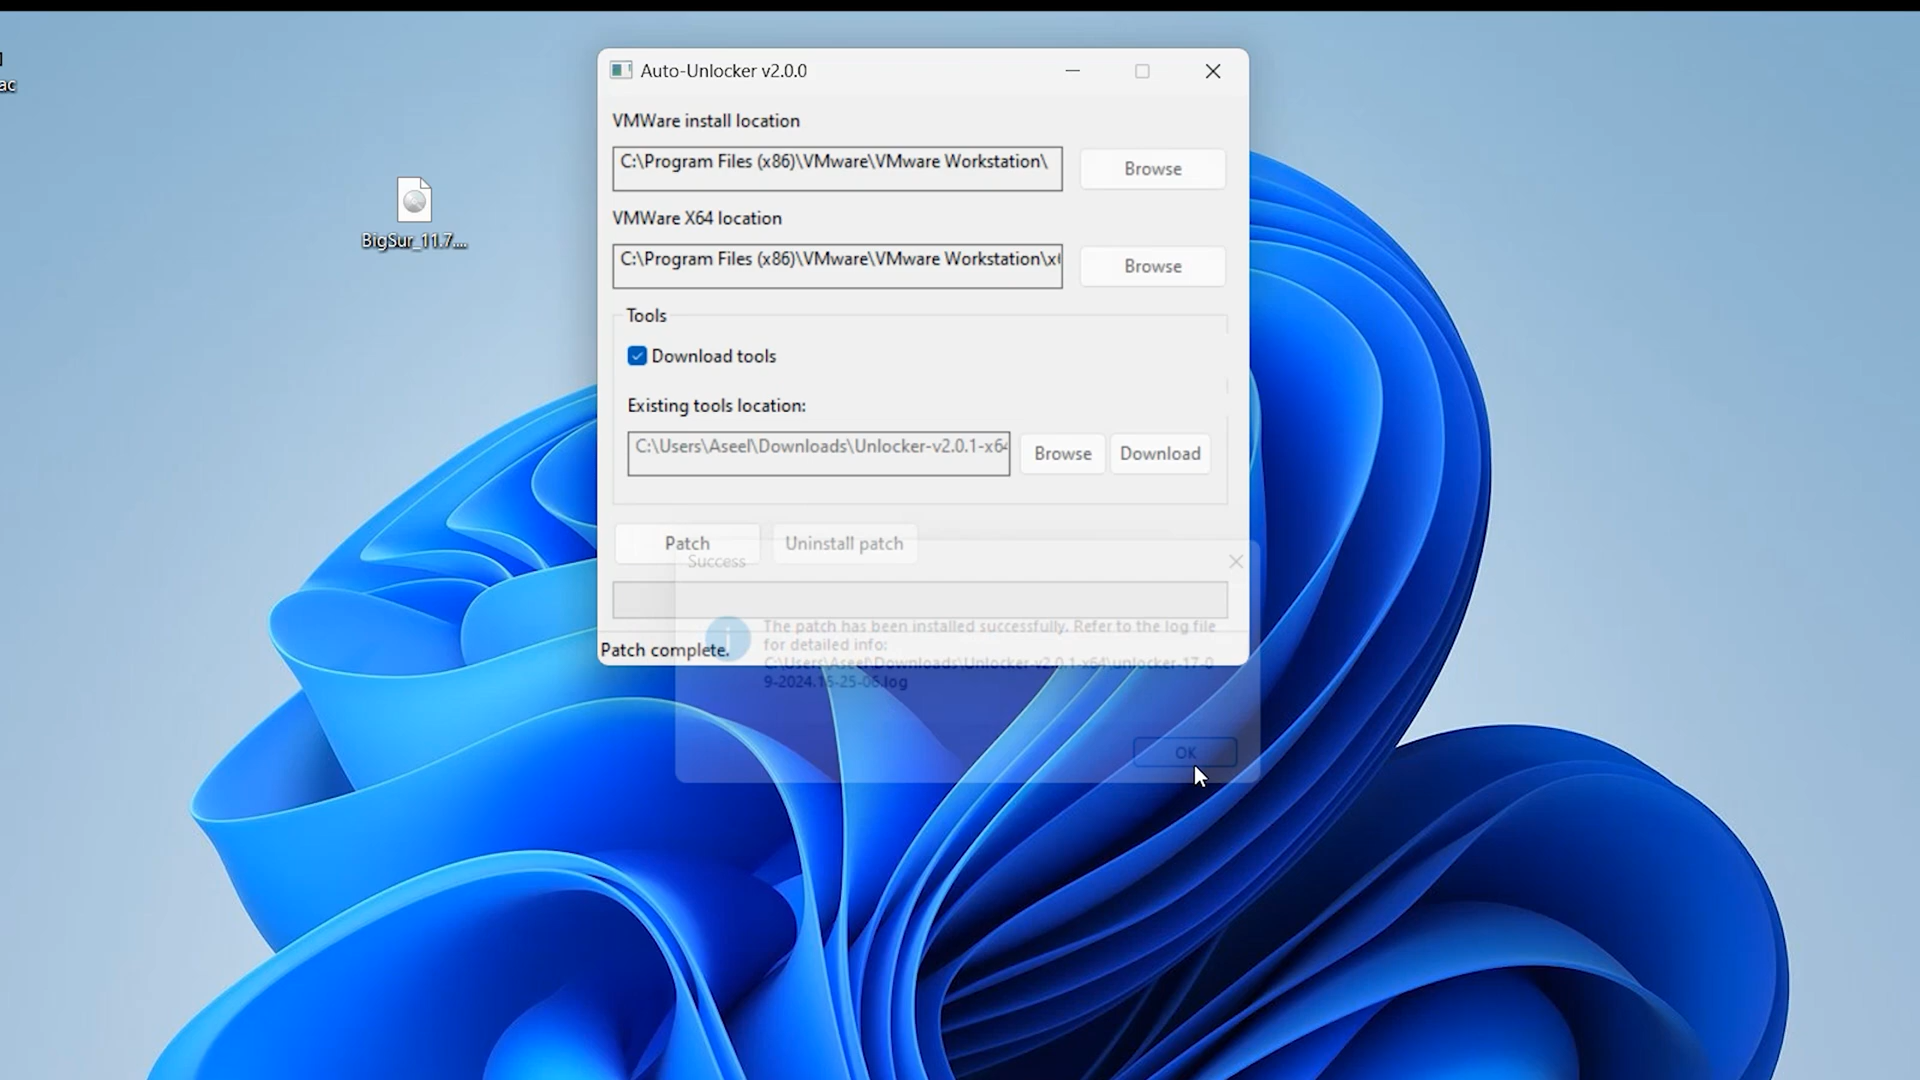 ac
BigSur_11.7....
Auto-Unlocker v2.0.0
VMWare install location
C:\Program Files (x86)\VMware\VMware Workstation\
Browse
VMWare X64 location
C:\Program Files (x86)\VMware\VMware Workstation\x
Browse
Tools
Download tools
Existing tools location:
C:\Users\Aseel\Downloads\Unlocker-v2.0.1-x64
Browse
Download
Patch
Uninstall patch
Success
The patch has been installed successfully. Refer to the log file
for detailed info:
C:\Users\Aseel\Downloads\Unlocker-v2.0.1-x64\unlocker-17-0
9-2024.15-25-06.log
Patch complete.
OK